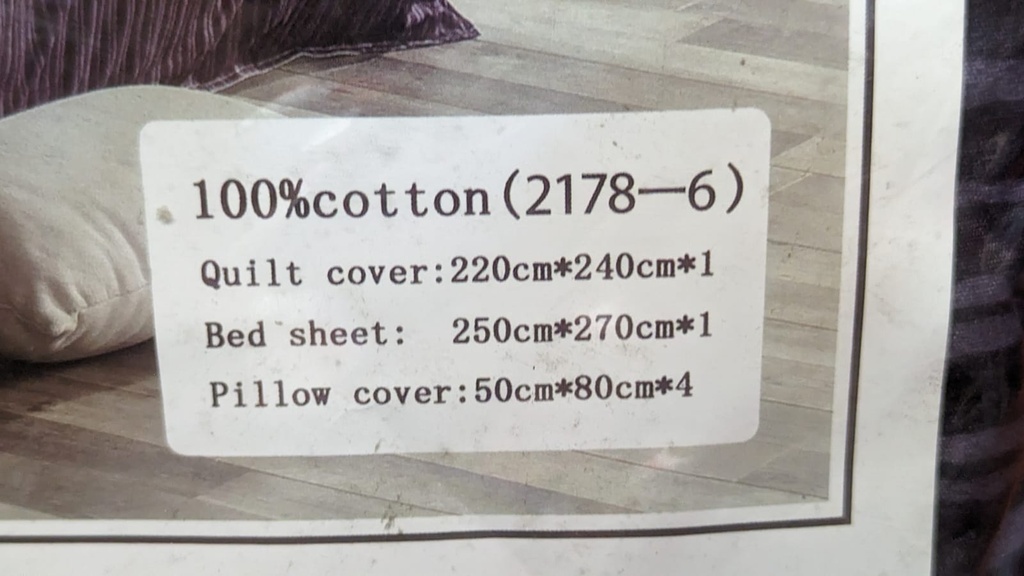 100%cotton(2178—6)
Quilt cover:220cm*240cm*1
Bed sheet: 250cm*270cm*1
Pillow cover:50cm*80cm*4